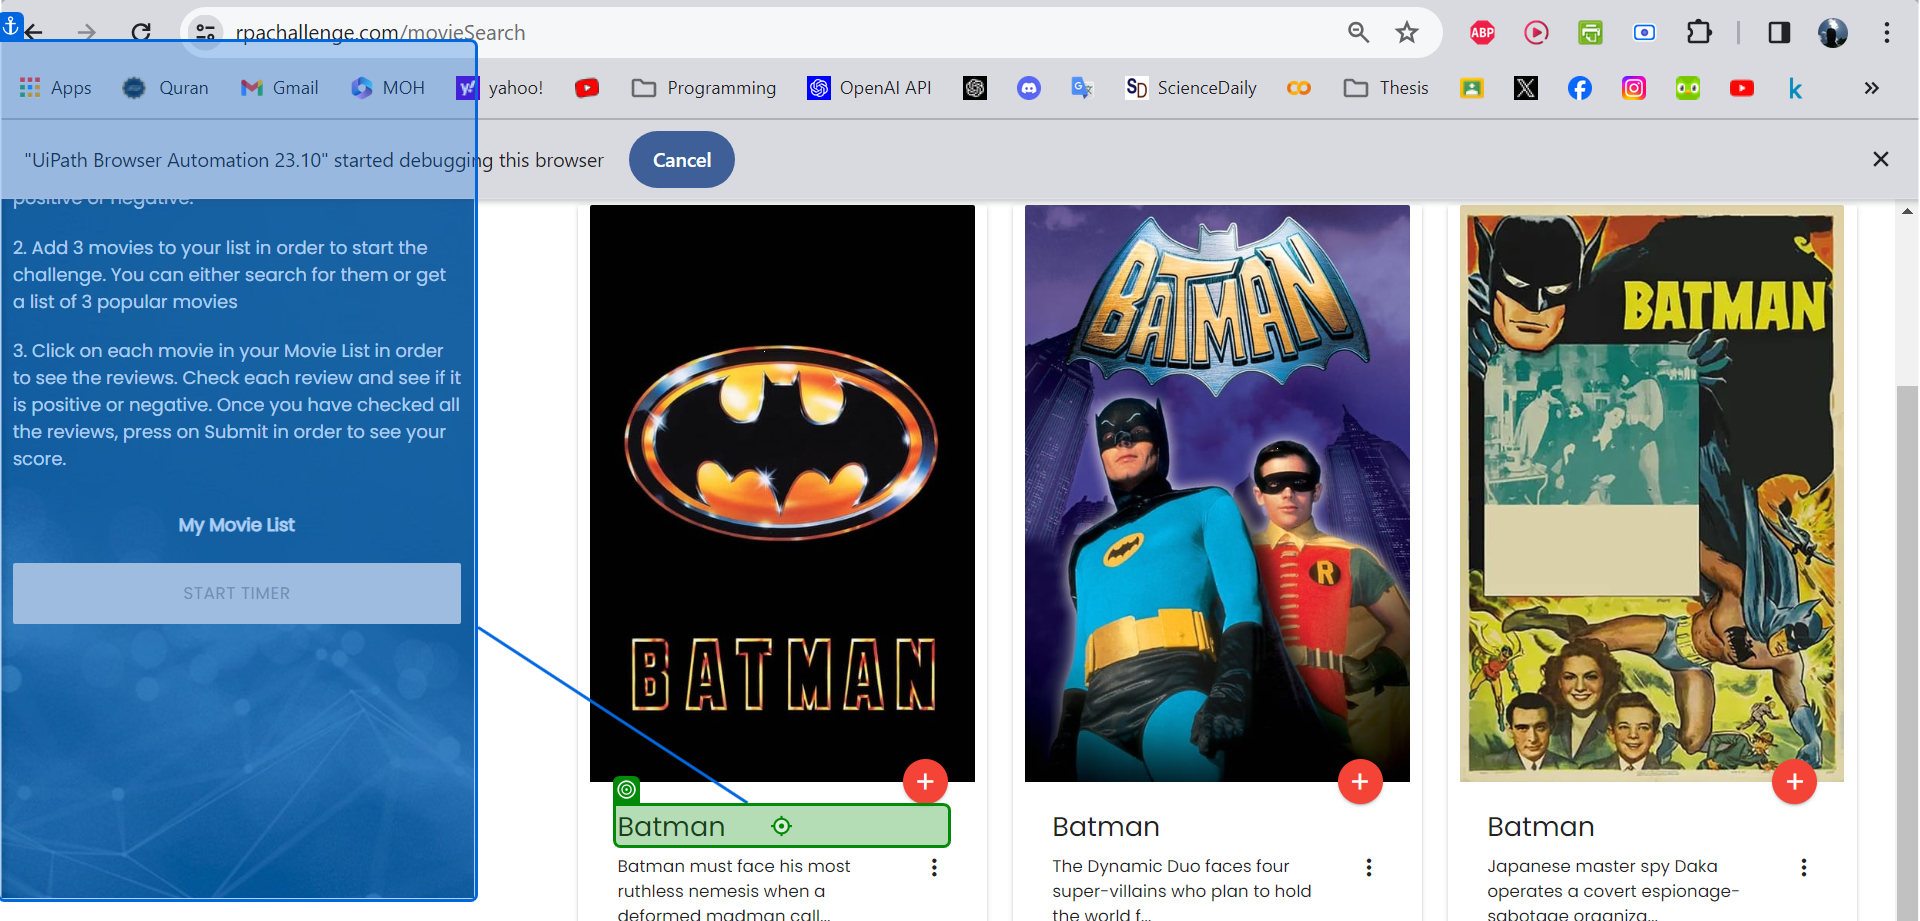 rpachallenge.com/movieSearch
ABP
Apps
Quran
Gmail
MOH
y!
yahoo!
Programming
OpenAI API
SD
ScienceDaily
Thesis
X
k
"UiPath Browser Automation 23.10" started debugging this browser
Cancel
positive or negative.
2. Add 3 movies to your list in order to start the
challenge. You can either search for them or get
a list of 3 popular movies
3. Click on each movie in your Movie List in order
to see the reviews. Check each review and see if it
is positive or negative. Once you have checked all
the reviews, press on Submit in order to see your
score.
My Movie List
START TIMER
BATMAN
Batman
Batman must face his most
ruthless nemesis when a
deformed madman call...
BATMAN
R
Batman
The Dynamic Duo faces four
super-villains who plan to hold
the world f...
BATMAN
Batman
Japanese master spy Daka
operates a covert espionage-
sabotage organiza...